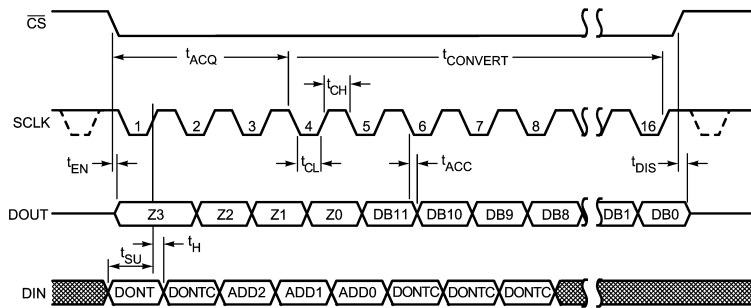 CS
tACQ
tCONVERT
tCH
SCLK
1 2 3 4 5 6 7 8 16
tEN
tCL
tACC
tDIS
DOUT
Z3 Z2 Z1 Z0 DB11 DB10 DB9 DB8 DB1 DB0
tSU
tH
DIN
DONT DONTC ADD2 ADD1 ADD0 DONTC DONTC DONTC